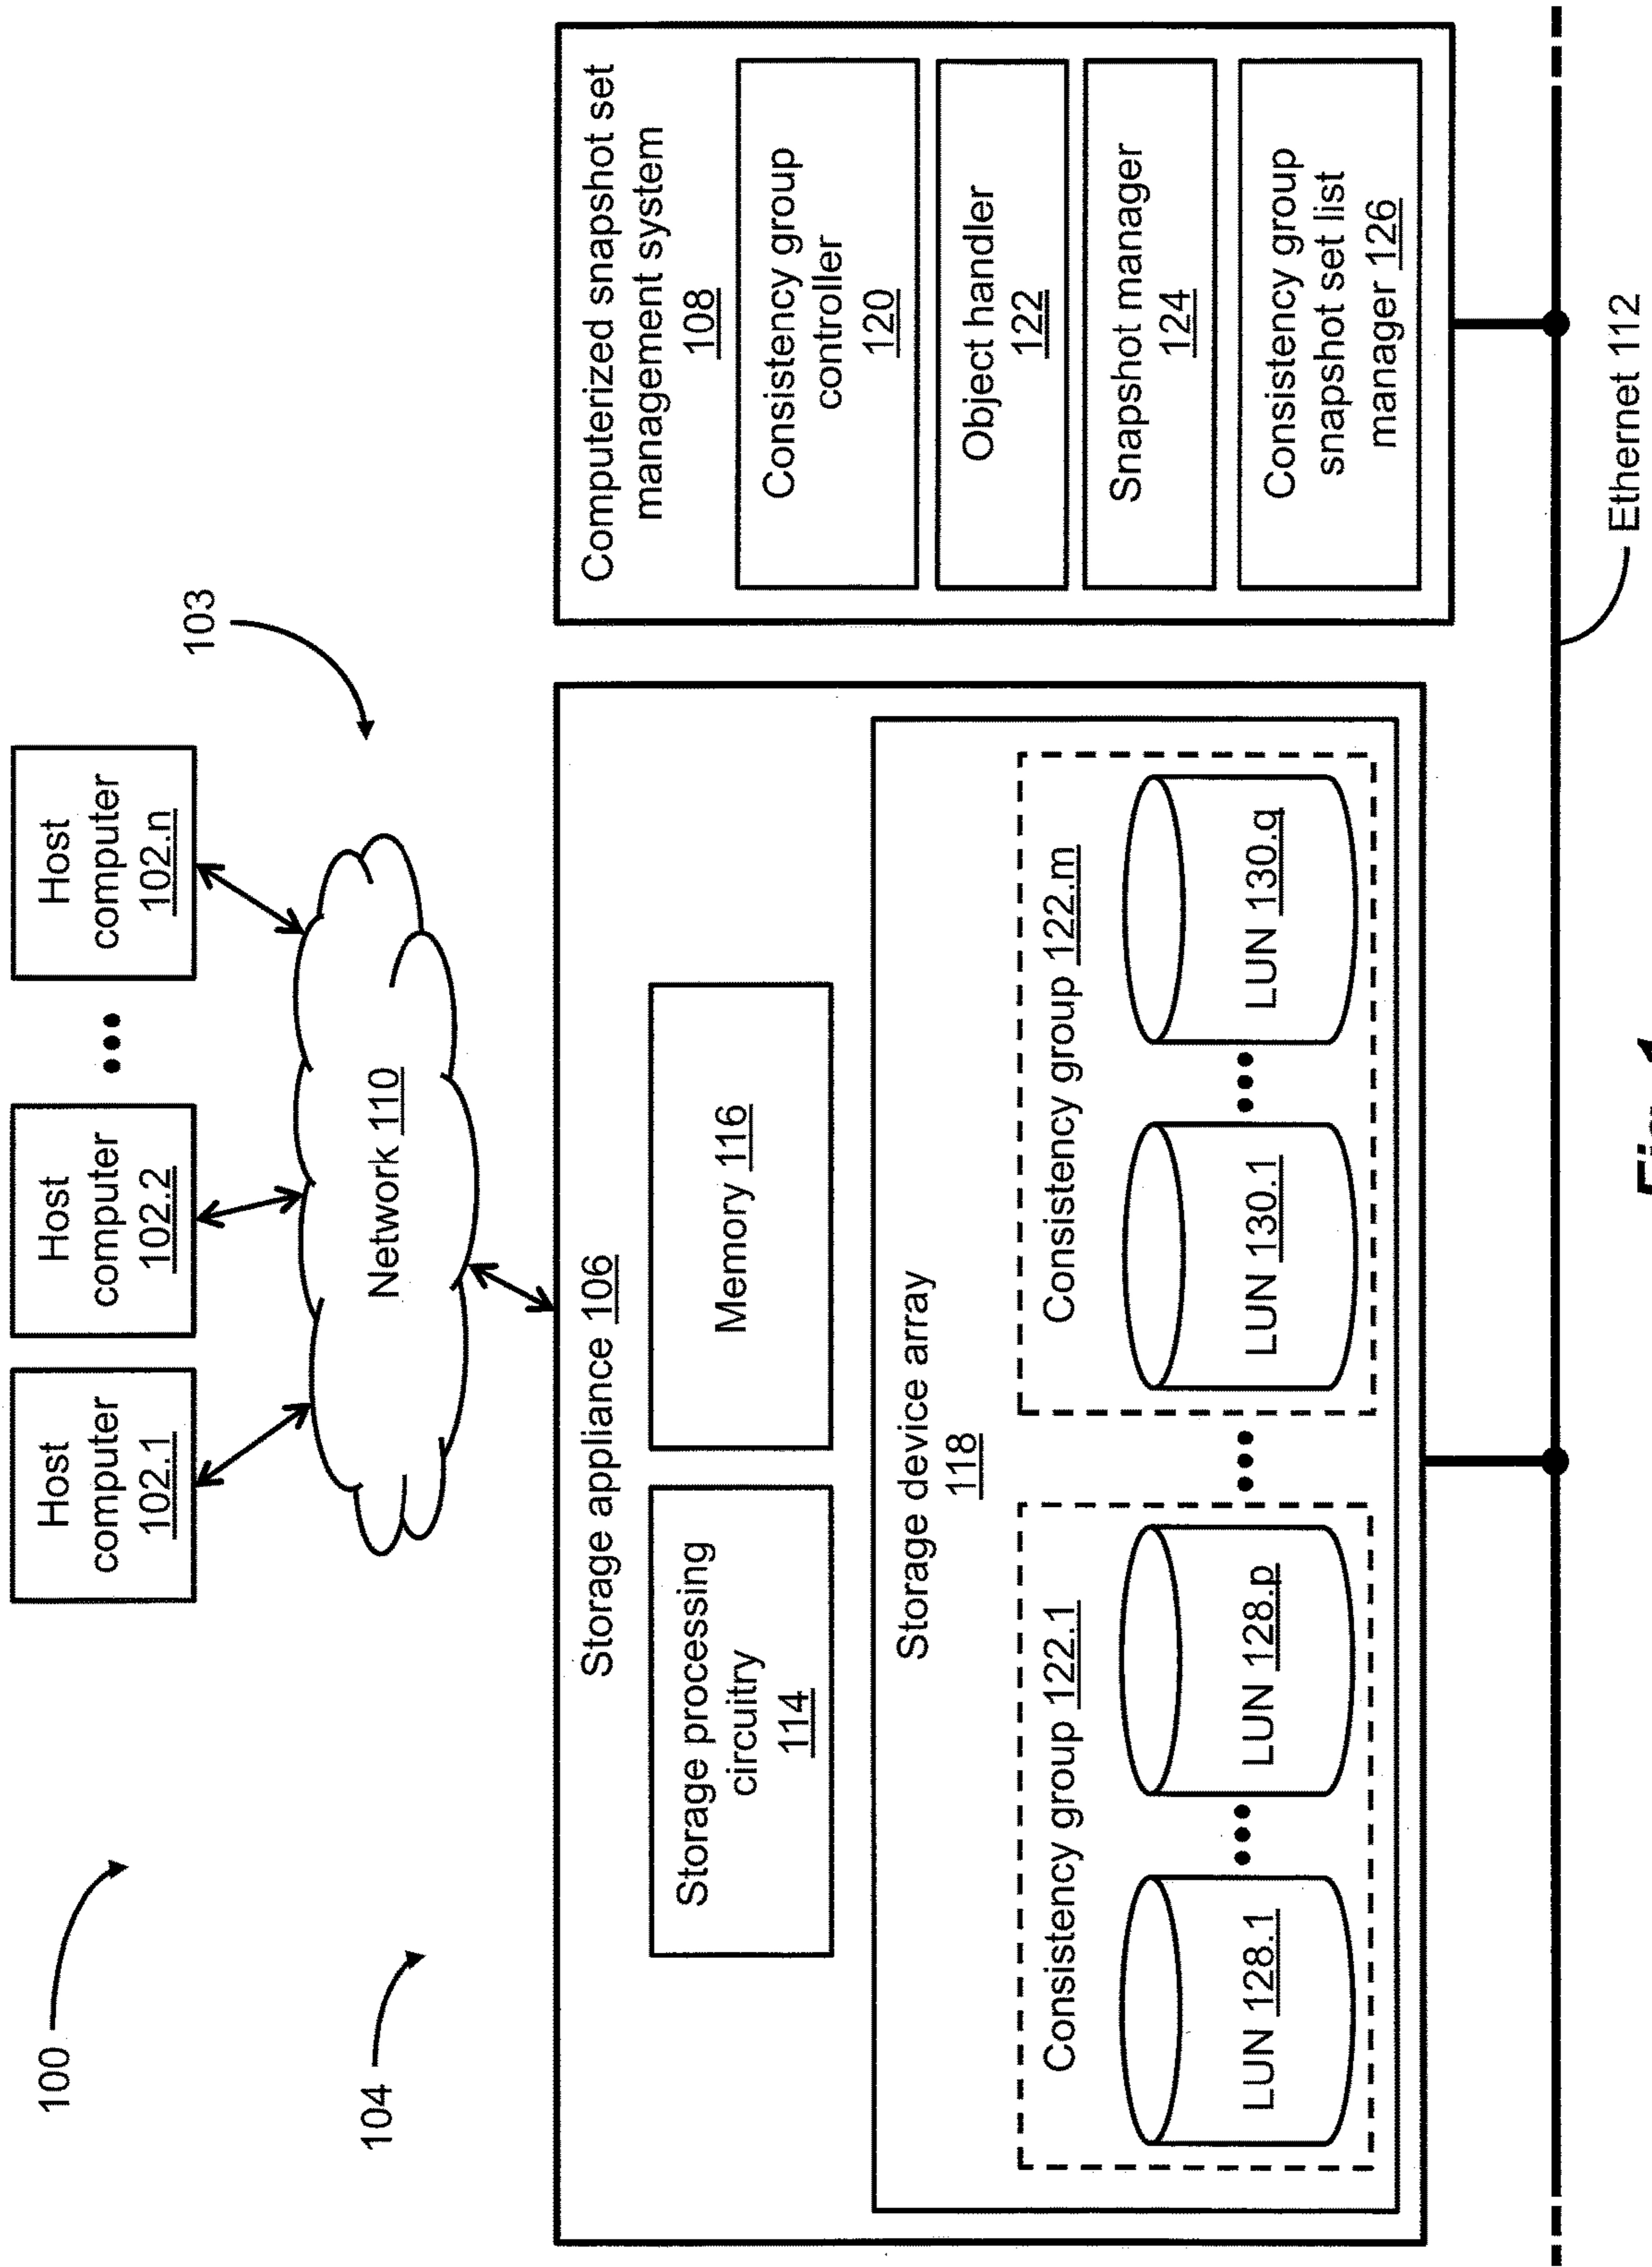 100
Host
computer
102.1
Host
computer
102.2
Host
computer
102.n
103
104
Network 110
Storage appliance 106
Storage processing
circuitry
114
Memory 116
Storage device array
118
Consistency group 122.1
LUN 128.1
LUN 128.p
Consistency group 122.m
LUN 130.1
LUN 130.q
Computerized snapshot set
management system
108
Consistency group
controller
120
Object handler
122
Snapshot manager
124
Consistency group
snapshot set list
manager 126
Ethernet 112